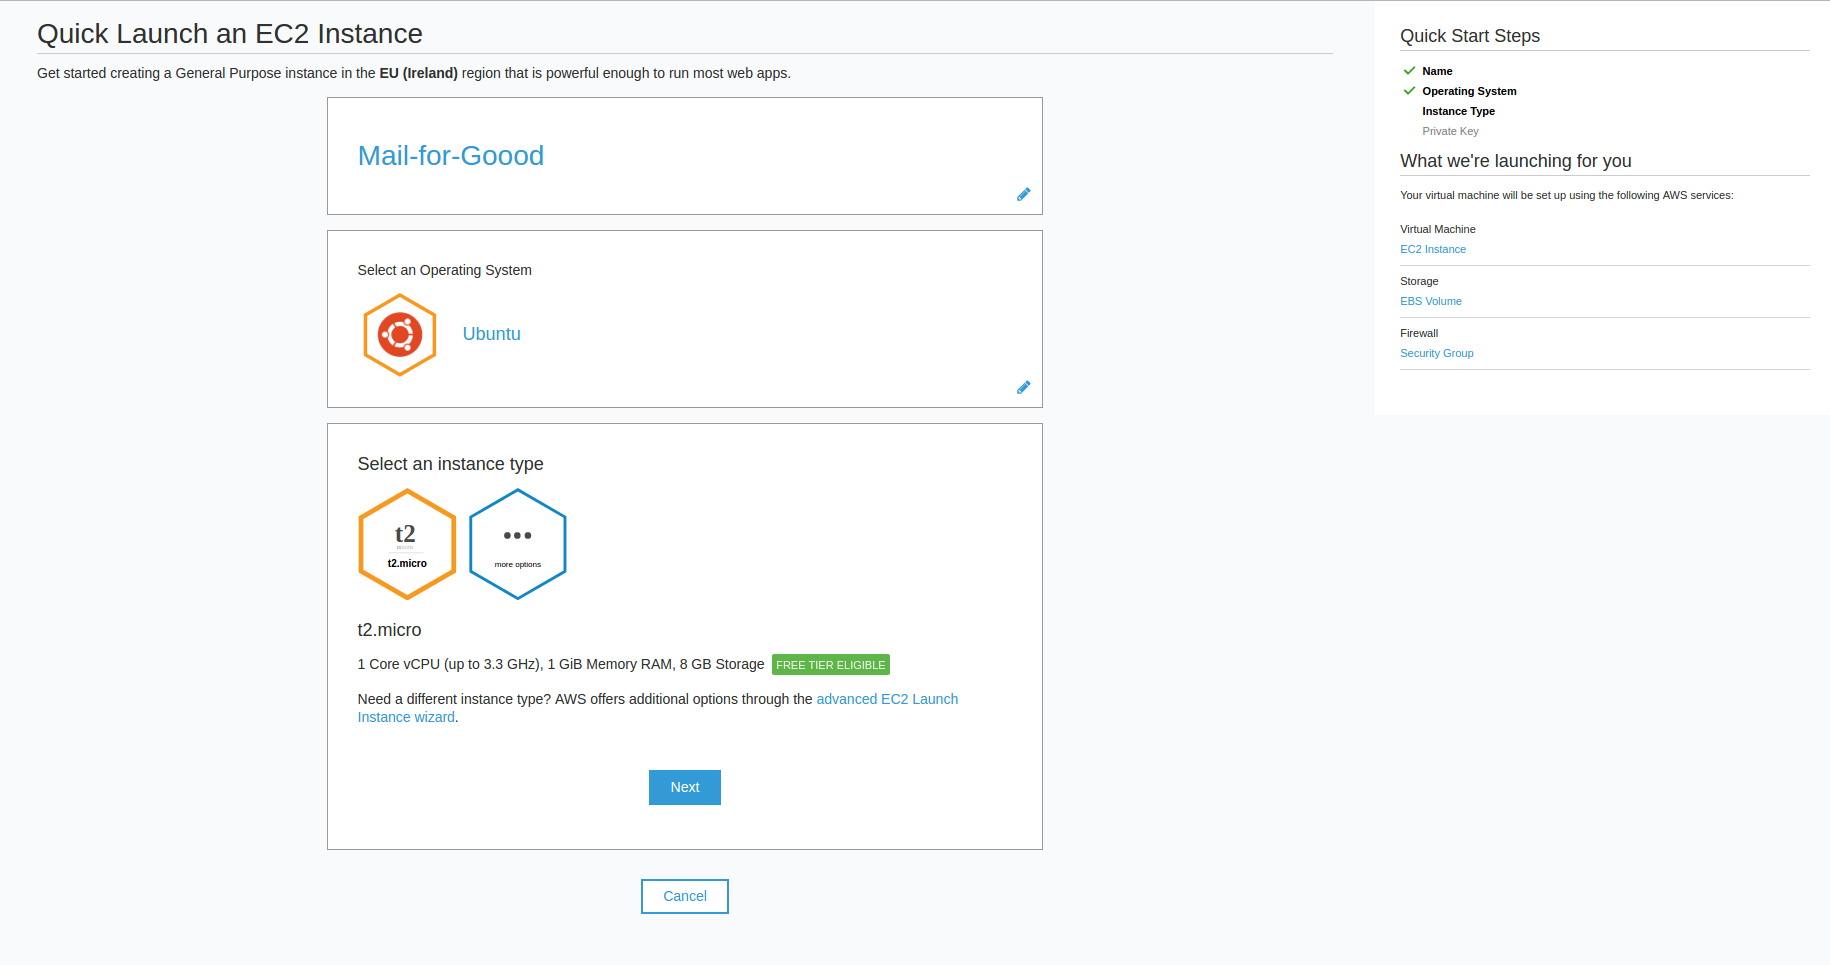 Quick Launch an EC2 Instance
Get started creating a General Purpose instance in the EU (Ireland) region that is powerful enough to run most web apps.
Mail-for-Goood
Select an Operating System
Ubuntu
Select an instance type
t2
micro
t2.micro
more options
t2.micro
1 Core vCPU (up to 3.3 GHz), 1 GiB Memory RAM, 8 GB Storage FREE TIER ELIGIBLE
Need a different instance type? AWS offers additional options through the advanced EC2 Launch
Instance wizard.
Next
Cancel
Quick Start Steps
Name
Operating System
Instance Type
Private Key
What we're launching for you
Your virtual machine will be set up using the following AWS services:
Virtual Machine
EC2 Instance
Storage
EBS Volume
Firewall
Security Group